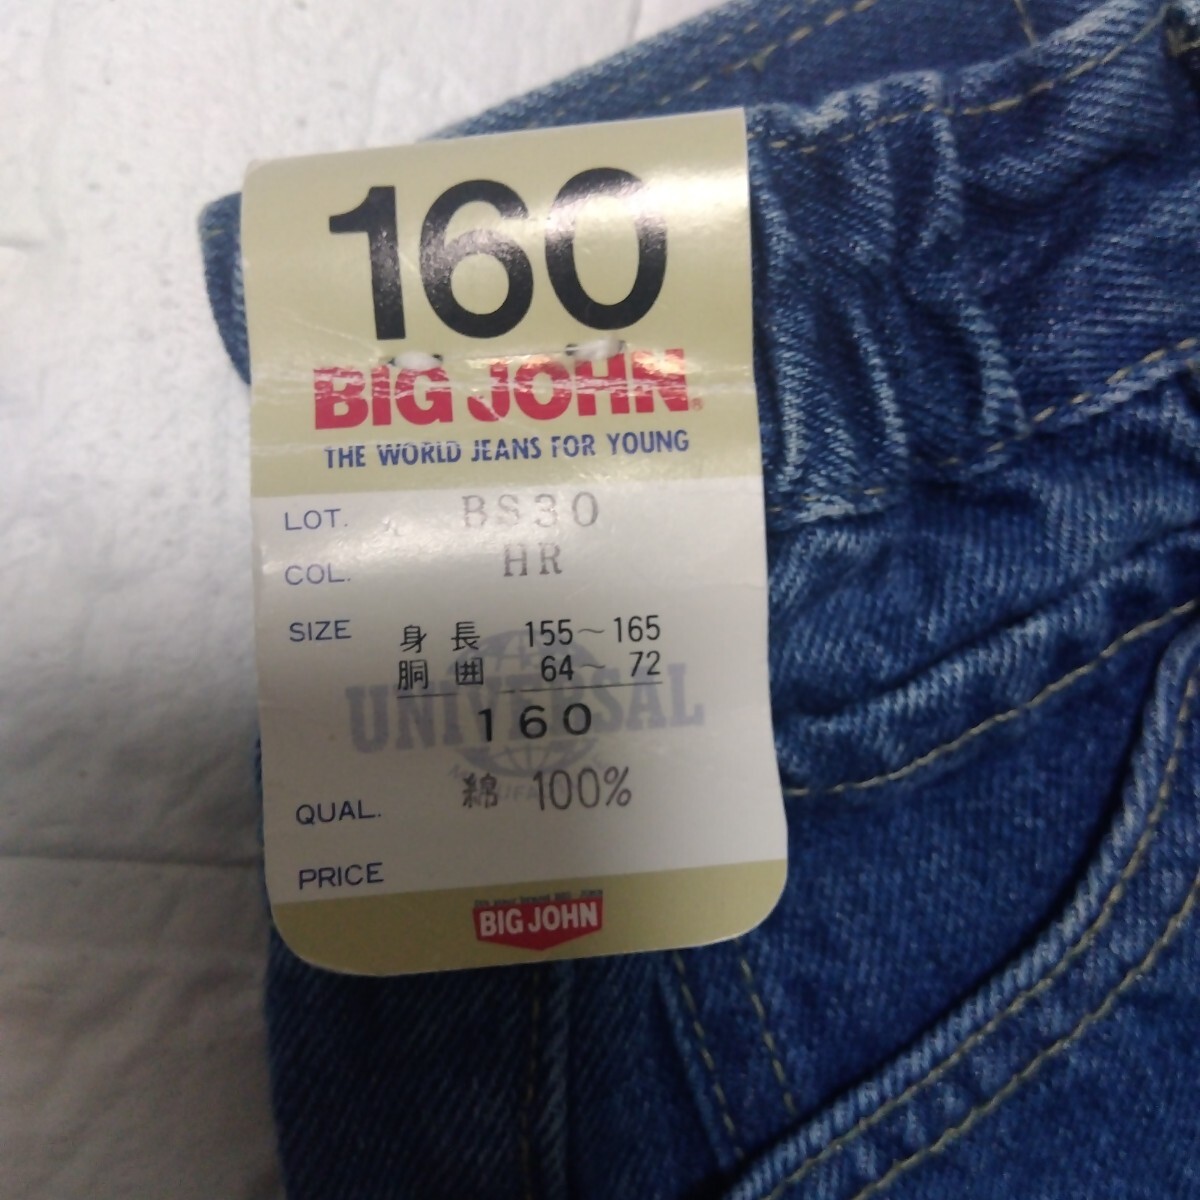 160
BIG JOHN®
THE WORLD JEANS FOR YOUNG
LOT. BS30
COL. HR
SIZE 身長 155~165
胴囲 64~72
UNIVERSAL
160
QUAL. 綿 100%
PRICE
BIG JOHN